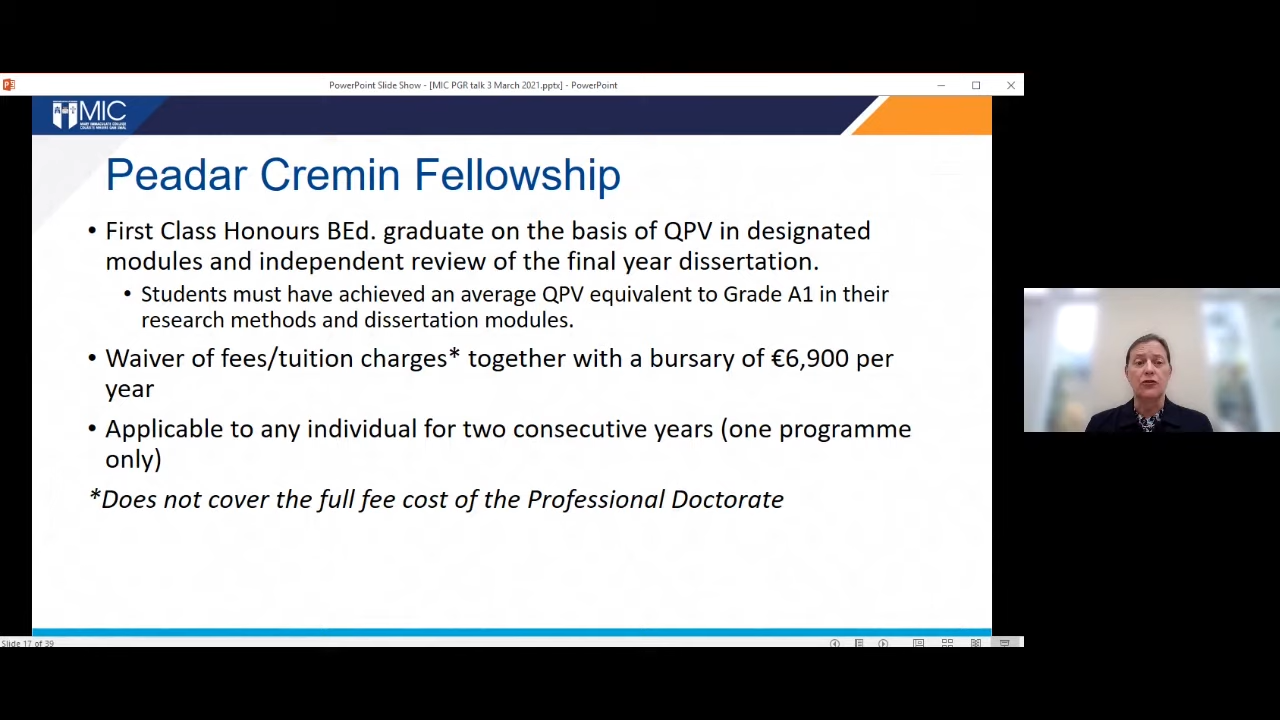 PowerPoint Slide Show - [MIC PGR talk 3 March 2021.pptx] - PowerPoint
MIC
Peadar Cremin Fellowship
• First Class Honours BEd. graduate on the basis of QPV in designated
modules and independent review of the final year dissertation.
• Students must have achieved an average QPV equivalent to Grade A1 in their
research methods and dissertation modules.
• Waiver of fees/tuition charges* together with a bursary of €6,900 per
year
• Applicable to any individual for two consecutive years (one programme
only)
*Does not cover the full fee cost of the Professional Doctorate
Slide 17 of 39